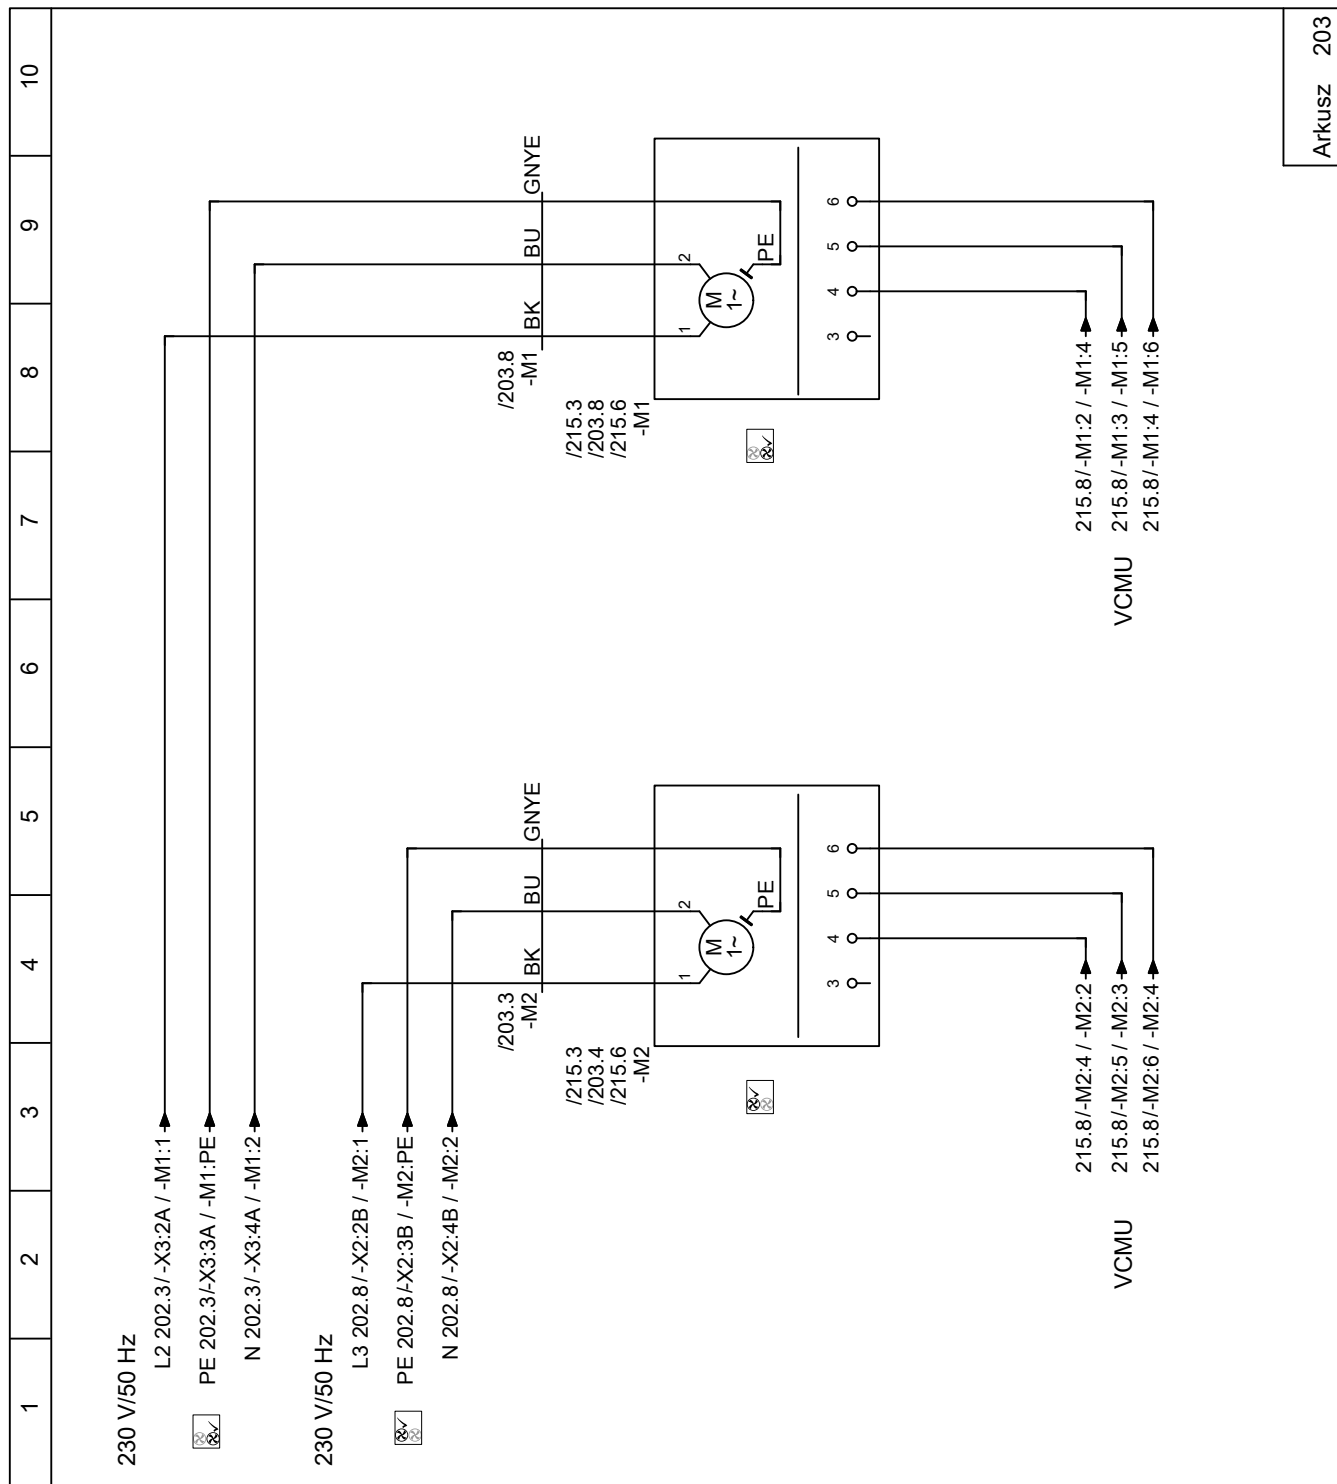 1 2 3 4 5 6 7 8 9 10
230 V/50 Hz
L2 202.3/ -X3:2A / -M1:1
PE 202.3/-X3:3A / -M1:PE
N 202.3/ -X3:4A / -M1:2
230 V/50 Hz
L3 202.8/ -X2:2B / -M2:1
PE 202.8/-X2:3B / -M2:PE
N 202.8/ -X2:4B / -M2:2
/203.3
-M2
BK BU GNYE
/215.3
/203.4
/215.6
-M2
1 2
M
1~
PE
3 4 5 6
215.8/ -M2:4 / -M2:2
215.8/ -M2:5 / -M2:3
215.8/ -M2:6 / -M2:4
VCMU
/203.8
-M1
BK BU GNYE
/215.3
/203.8
/215.6
-M1
1 2
M
1~
PE
3 4 5 6
215.8/ -M1:2 / -M1:4
215.8/ -M1:3 / -M1:5
215.8/ -M1:4 / -M1:6
VCMU
Arkusz 203